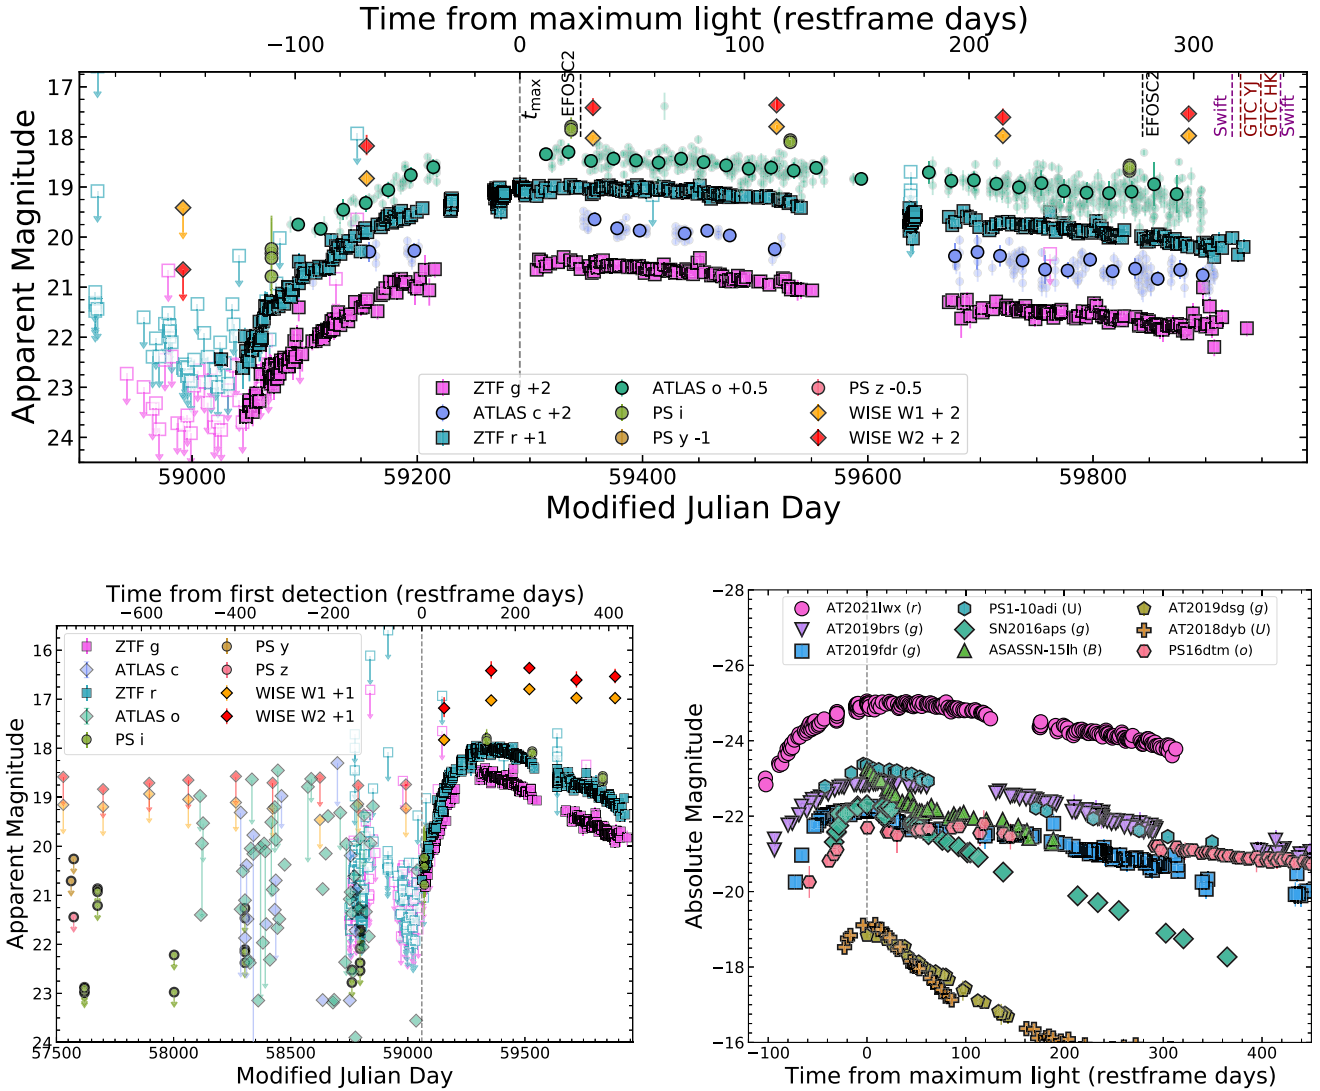 Time from maximum light (restframe days)
−100 0 100 200 300
17
18
19
20
21
22
23
24
Apparent Magnitude
t_max
EFOSC2
EFOSC2
Swift
GTC YJ
GTC HK
Swift
ZTF g +2 ATLAS o +0.5 PS z -0.5
ATLAS c +2 PS i WISE W1 + 2
ZTF r +1 PS y -1 WISE W2 + 2
59000 59200 59400 59600 59800
Modified Julian Day
Time from first detection (restframe days)
−600 −400 −200 0 200 400
16
17
18
19
20
21
22
23
24
Apparent Magnitude
ZTF g PS y
ATLAS c PS z
ZTF r WISE W1 +1
ATLAS o WISE W2 +1
PS i
57500 58000 58500 59000 59500
Modified Julian Day
−28
−26
−24
−22
−20
−18
−16
Absolute Magnitude
AT2021lwx (r) PS1-10adi (U) AT2019dsg (g)
AT2019brs (g) SN2016aps (g) AT2018dyb (U)
AT2019fdr (g) ASASSN-15lh (B) PS16dtm (o)
−100 0 100 200 300 400
Time from maximum light (restframe days)